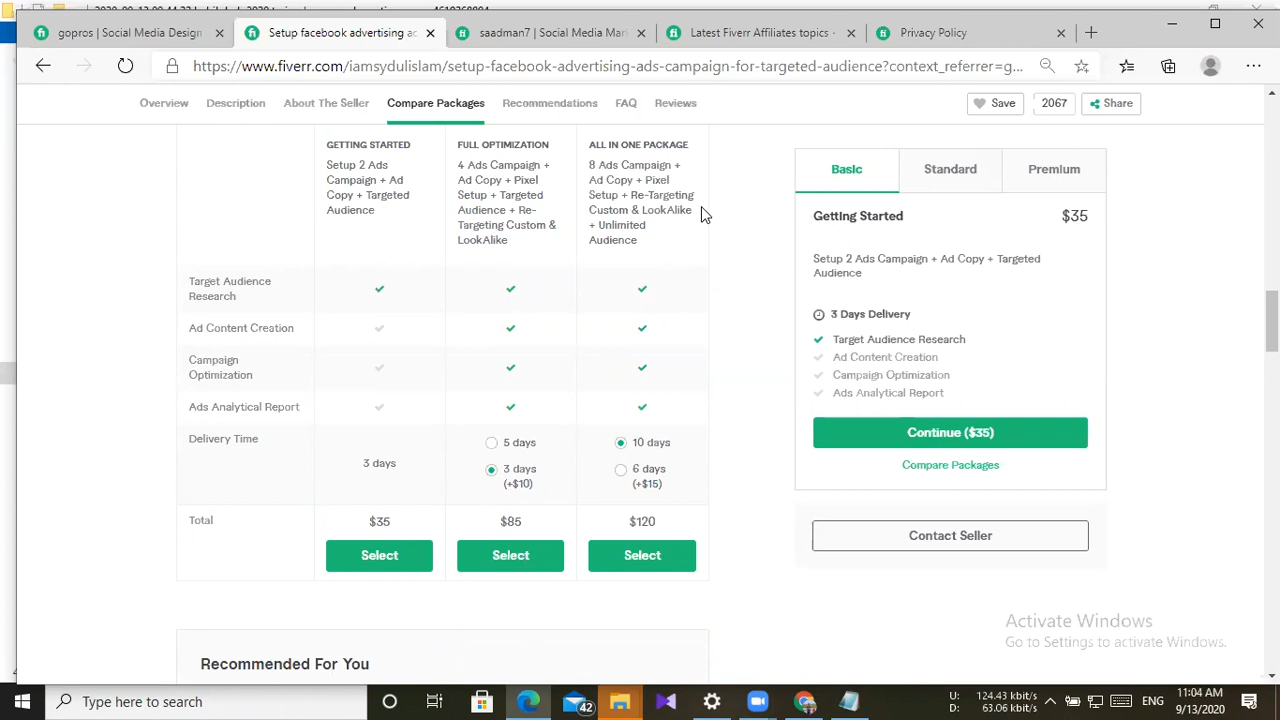 gopros | Social Media Design
Setup facebook advertising ac
saadman7 | Social Media Mark
Latest Fiverr Affiliates topics -
Privacy Policy
https://www.fiverr.com/iamsydulislam/setup-facebook-advertising-ads-campaign-for-targeted-audience?context_referrer=g...
Overview
Description
About The Seller
Compare Packages
Recommendations
FAQ
Reviews
Save
2067
Share
GETTING STARTED
Setup 2 Ads
Campaign + Ad
Copy + Targeted
Audience
FULL OPTIMIZATION
4 Ads Campaign +
Ad Copy + Pixel
Setup + Targeted
Audience + Re-
Targeting Custom &
LookAlike
ALL IN ONE PACKAGE
8 Ads Campaign +
Ad Copy + Pixel
Setup + Re-Targeting
Custom & LookAlike
+ Unlimited
Audience
Target Audience
Research
Ad Content Creation
Campaign
Optimization
Ads Analytical Report
Delivery Time
3 days
5 days
3 days
(+$10)
10 days
6 days
(+$15)
Total
$35
$85
$120
Select
Select
Select
Recommended For You
Basic
Standard
Premium
Getting Started
$35
Setup 2 Ads Campaign + Ad Copy + Targeted
Audience
3 Days Delivery
Target Audience Research
Ad Content Creation
Campaign Optimization
Ads Analytical Report
Continue ($35)
Compare Packages
Contact Seller
Activate Windows
Go to Settings to activate Windows.
Type here to search
42
U: 124.43 kbit/s
D: 63.06 kbit/s
ENG
11:04 AM
9/13/2020